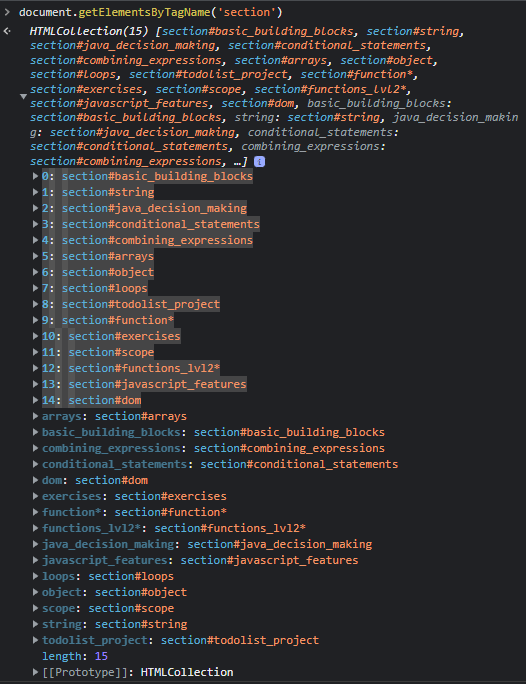 > document.getElementsByTagName('section')
HTMLCollection(15) [section#basic_building_blocks, section#string,
section#java_decision_making, section#conditional_statements,
section#combining_expressions, section#arrays, section#object,
section#loops, section#todolist_project, section#function*,
section#exercises, section#scope, section#functions_lvl2*,
section#javascript_features, section#dom, basic_building_blocks:
section#basic_building_blocks, string: section#string, java_decision_makin
g: section#java_decision_making, conditional_statements:
section#conditional_statements, combining_expressions:
section#combining_expressions, …] i
0: section#basic_building_blocks
1: section#string
2: section#java_decision_making
3: section#conditional_statements
4: section#combining_expressions
5: section#arrays
6: section#object
7: section#loops
8: section#todolist_project
9: section#function*
10: section#exercises
11: section#scope
12: section#functions_lvl2*
13: section#javascript_features
14: section#dom
arrays: section#arrays
basic_building_blocks: section#basic_building_blocks
combining_expressions: section#combining_expressions
conditional_statements: section#conditional_statements
dom: section#dom
exercises: section#exercises
function*: section#function*
functions_lvl2*: section#functions_lvl2*
java_decision_making: section#java_decision_making
javascript_features: section#javascript_features
loops: section#loops
object: section#object
scope: section#scope
string: section#string
todolist_project: section#todolist_project
length: 15
[[Prototype]]: HTMLCollection